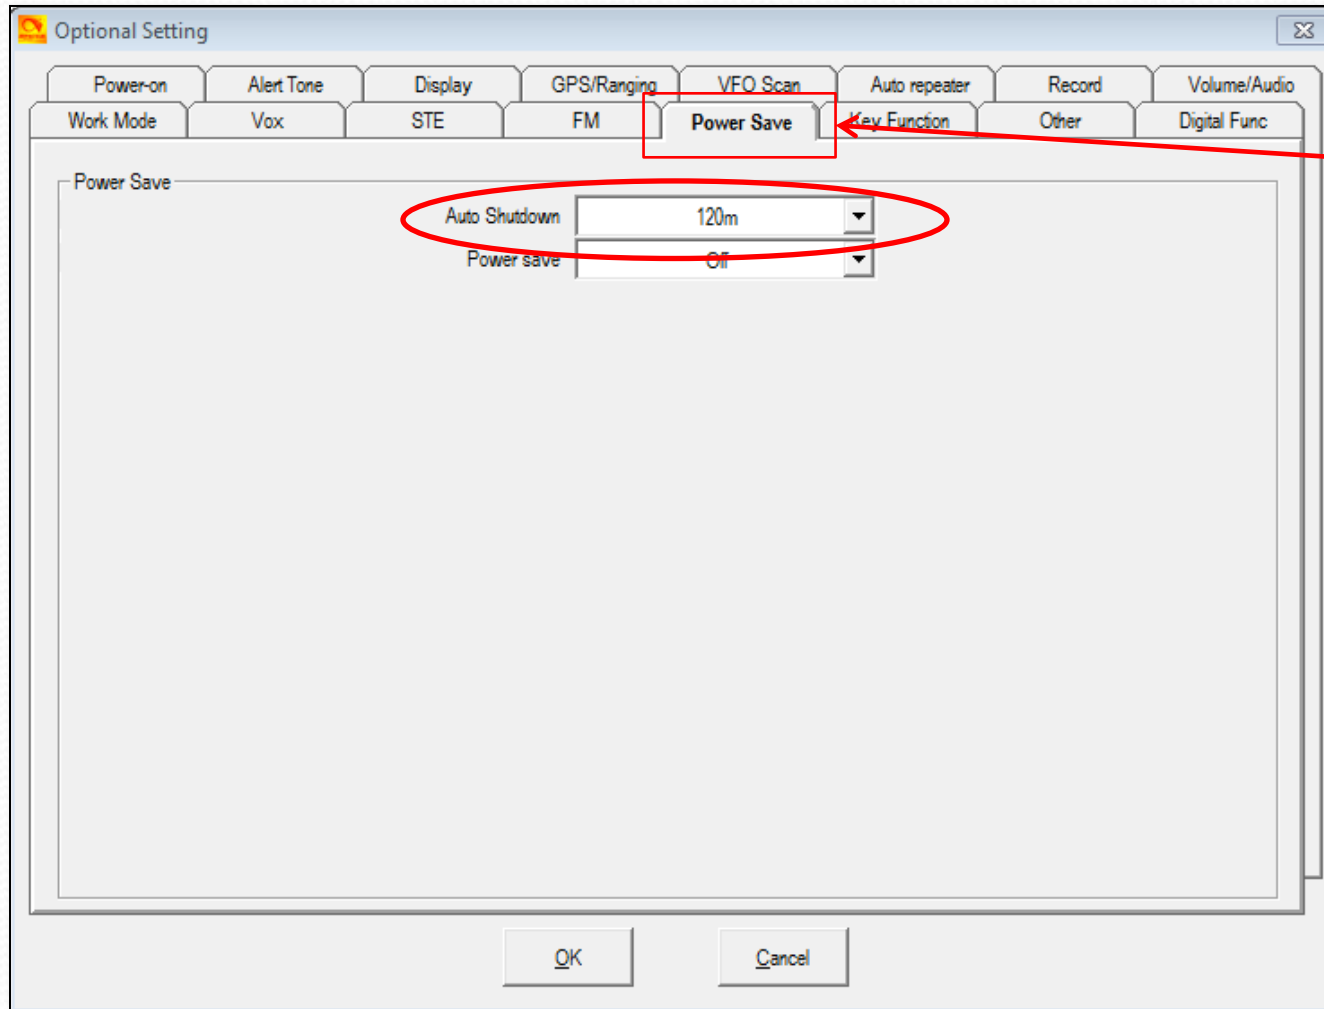 Optional Setting
Power-on Alert Tone Display GPS/Ranging VFO Scan Auto repeater Record Volume/Audio
Work Mode Vox STE FM Power Save Key Function Other Digital Func
Power Save
Auto Shutdown 120m
Power save Off
OK Cancel